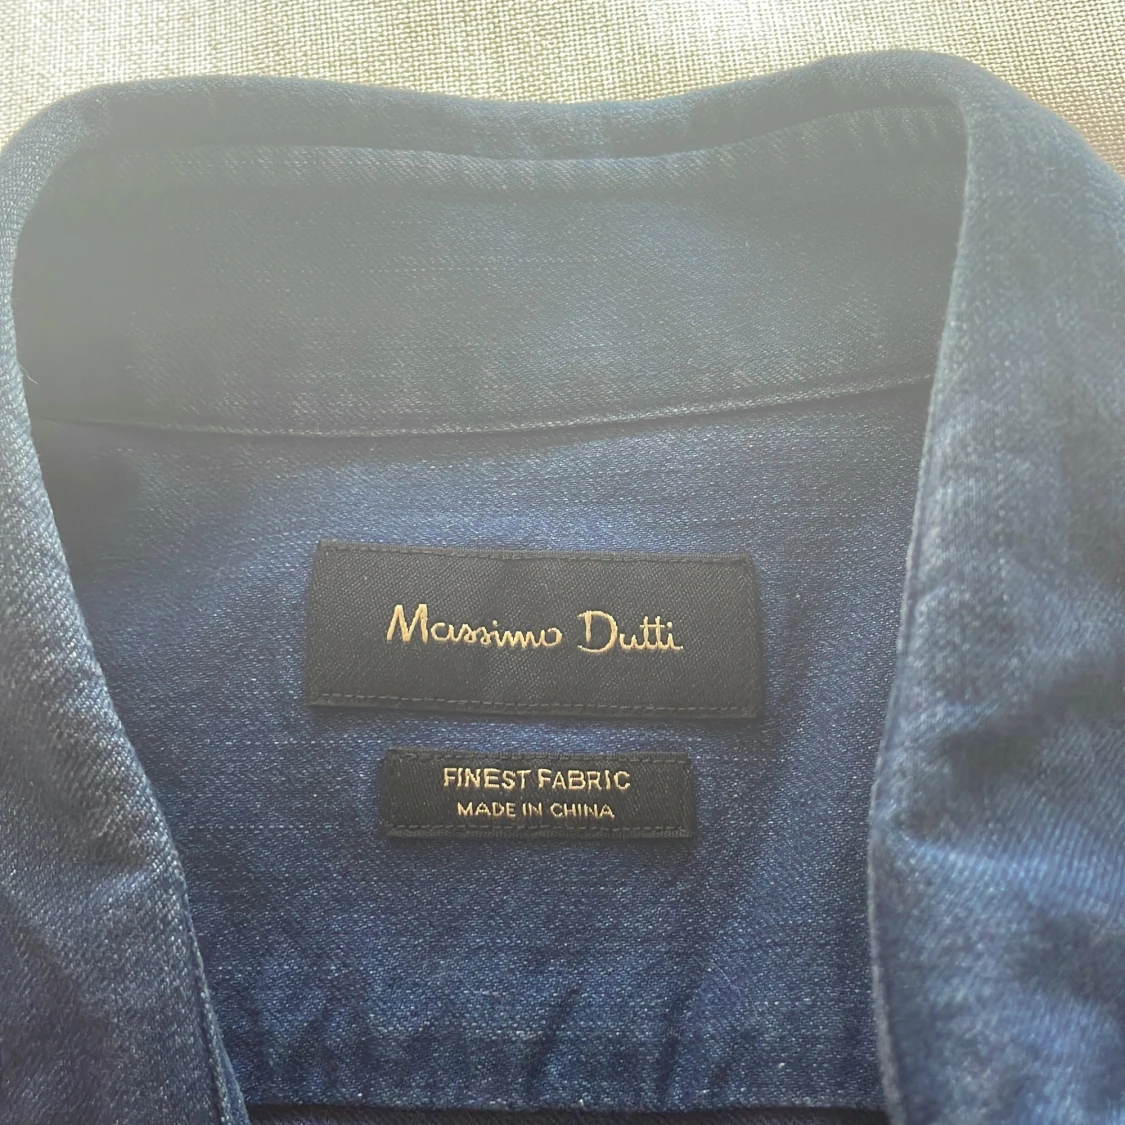 Massimo Dutti
FINEST FABRIC
MADE IN CHINA